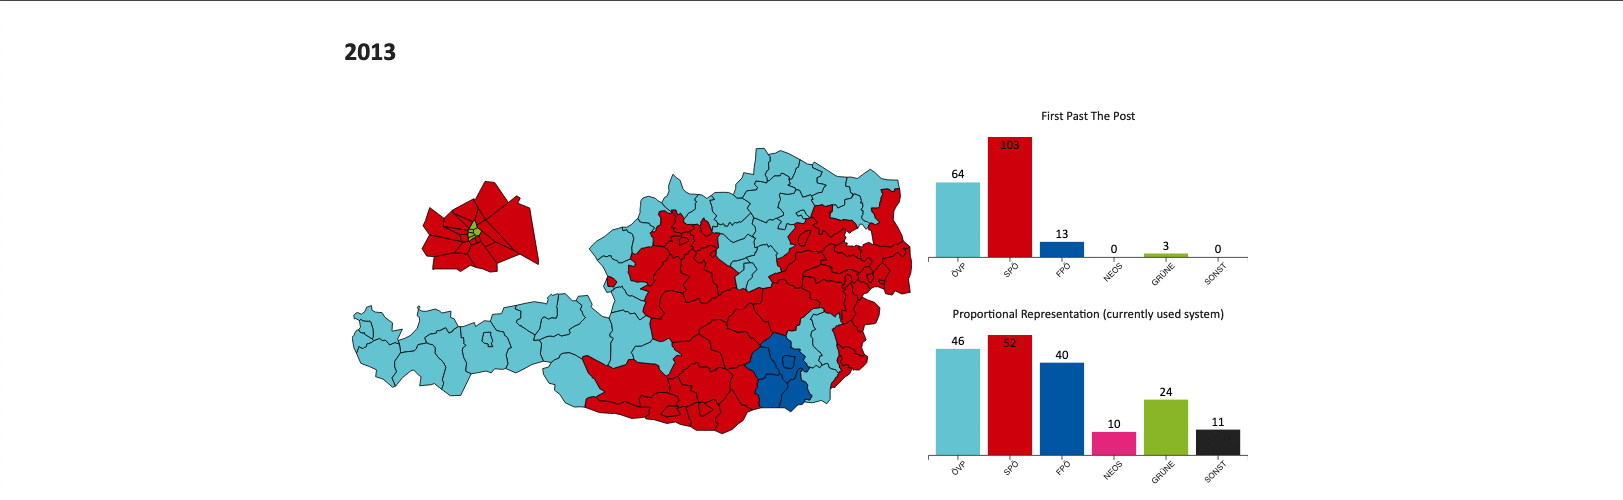 2013
First Past The Post
64
103
13
0
3
0
ÖVP
SPÖ
FPÖ
NEOS
GRÜNE
SONST
Proportional Representation (currently used system)
46
52
40
10
24
11
ÖVP
SPÖ
FPÖ
NEOS
GRÜNE
SONST